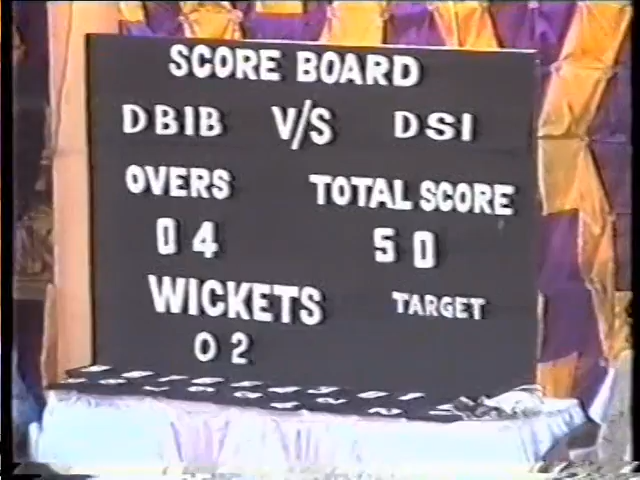 SCORE BOARD
DBIB V/S DSI
OVERS TOTAL SCORE
04 50
WICKETS TARGET
02